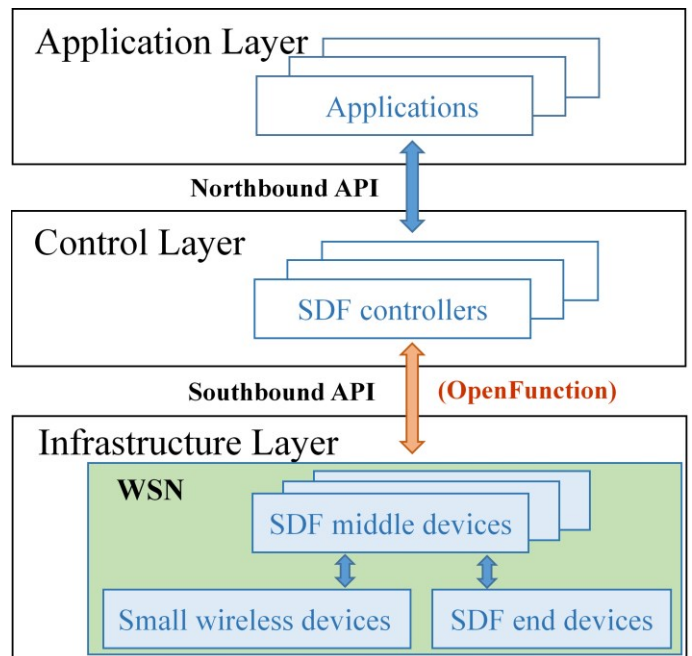 Application Layer
Applications
Northbound API
Control Layer
SDF controllers
Southbound API (OpenFunction)
Infrastructure Layer
WSN
SDF middle devices
Small wireless devices SDF end devices